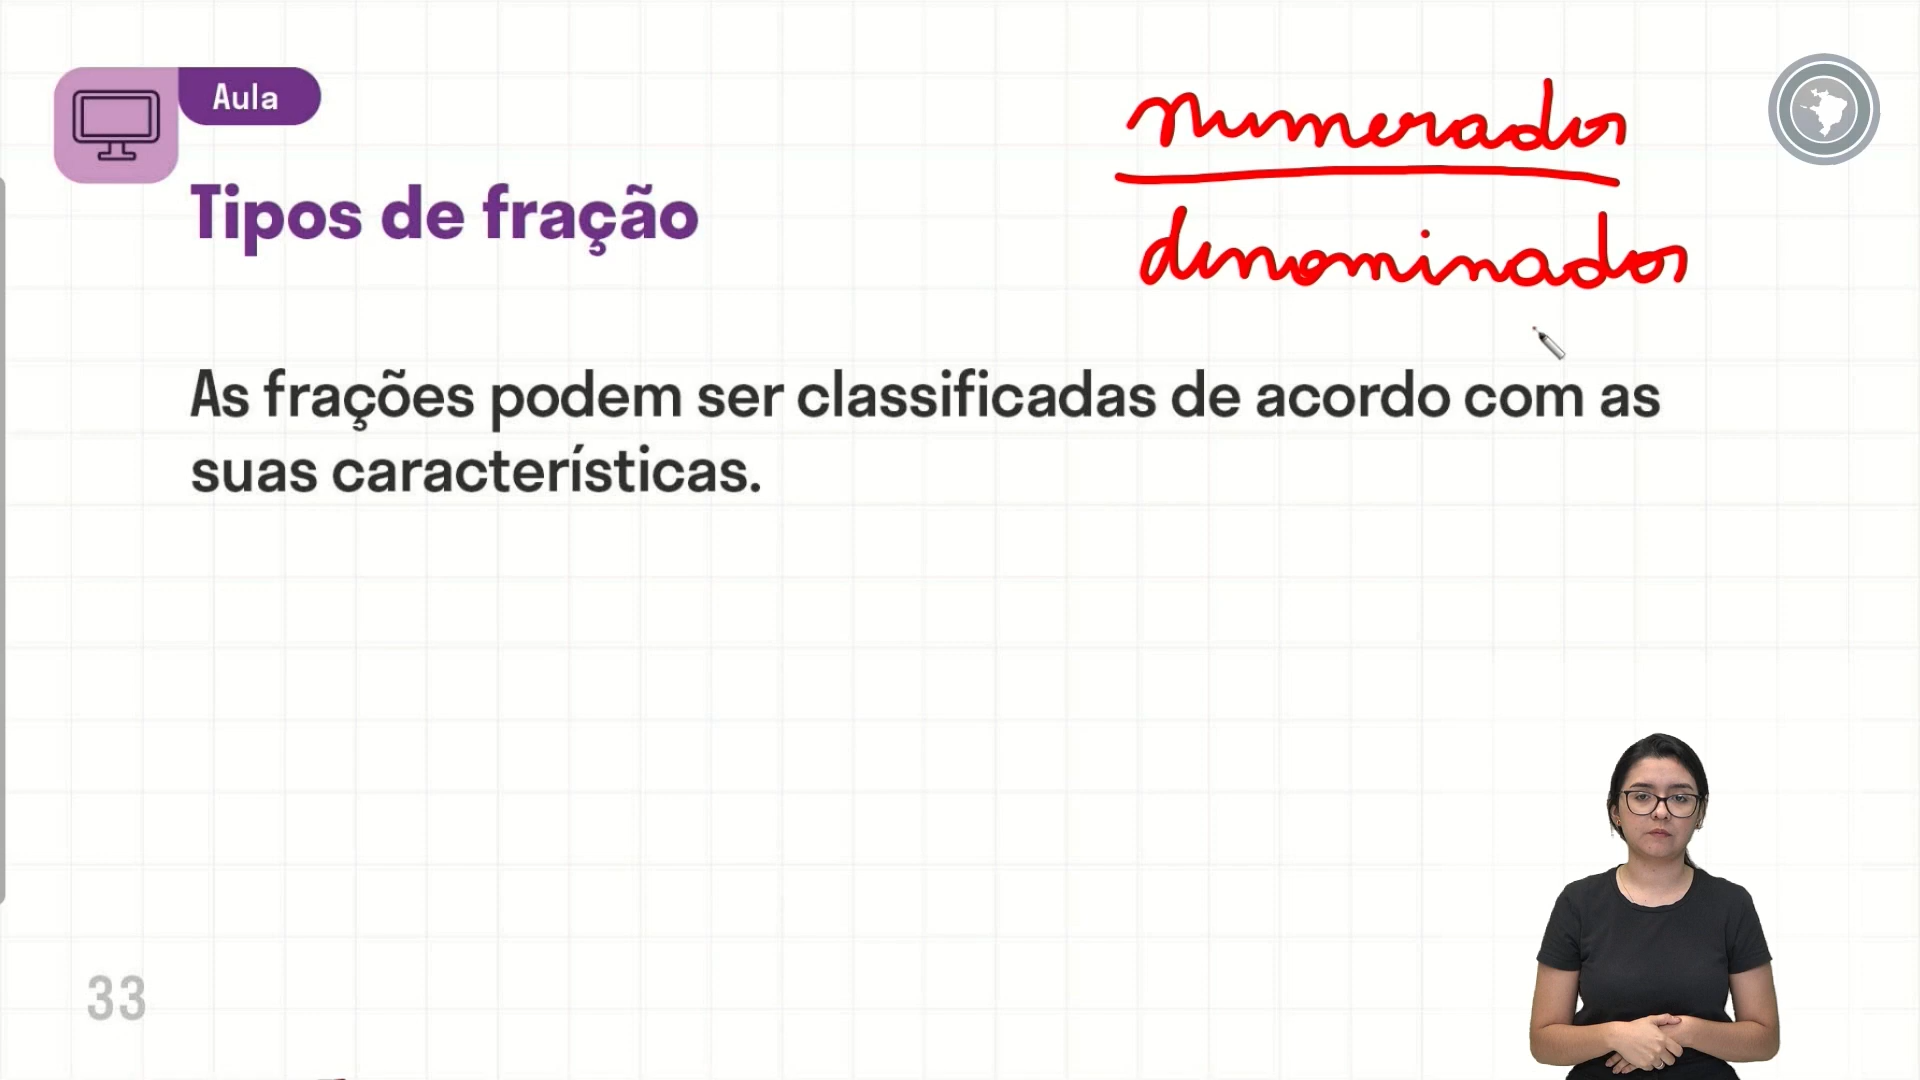 Aula
numerador
denominador
Tipos de fração
As frações podem ser classificadas de acordo com as
suas características.
33